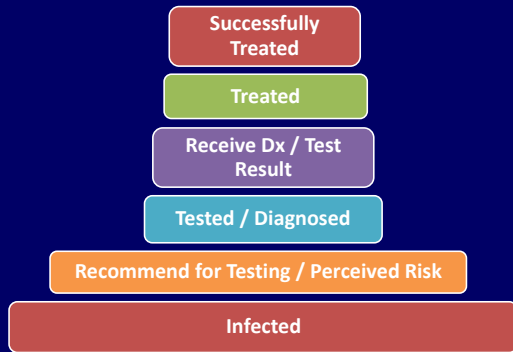 Successfully
Treated
Treated
Receive Dx / Test
Result
Tested / Diagnosed
Recommend for Testing / Perceived Risk
Infected